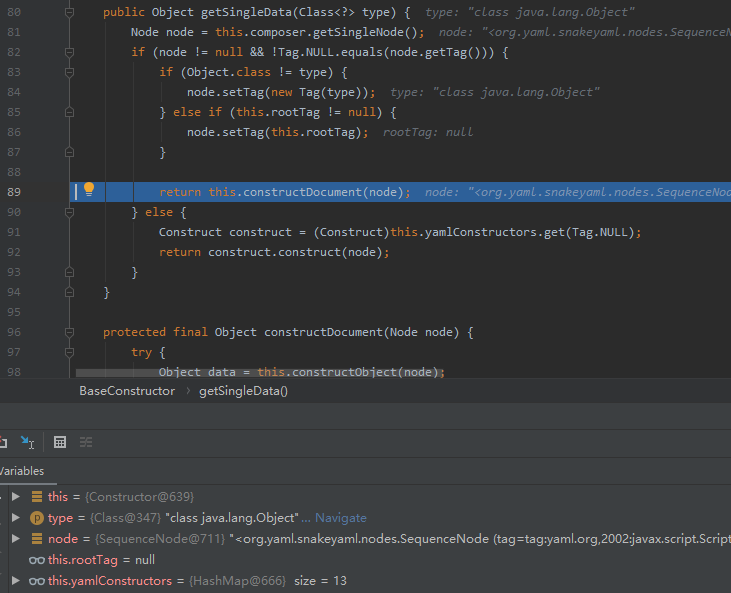 80 public Object getSingleData(Class<?> type) { type: "class java.lang.Object"
81 Node node = this.composer.getSingleNode(); node: "<org.yaml.snakeyaml.nodes.SequenceN
82 if (node != null && !Tag.NULL.equals(node.getTag())) {
83 if (Object.class != type) {
84 node.setTag(new Tag(type)); type: "class java.lang.Object"
85 } else if (this.rootTag != null) {
86 node.setTag(this.rootTag); rootTag: null
87 }
88
89 return this.constructDocument(node); node: "<org.yaml.snakeyaml.nodes.SequenceNod
90 } else {
91 Construct construct = (Construct)this.yamlConstructors.get(Tag.NULL);
92 return construct.construct(node);
93 }
94 }
95
96 protected final Object constructDocument(Node node) {
97 try {
98 Object data = this.constructObject(node);
BaseConstructor › getSingleData()
Variables
this = {Constructor@639}
p type = {Class@347} "class java.lang.Object"... Navigate
node = {SequenceNode@711} "<org.yaml.snakeyaml.nodes.SequenceNode (tag=tag:yaml.org,2002:javax.script.Script
this.rootTag = null
this.yamlConstructors = {HashMap@666} size = 13